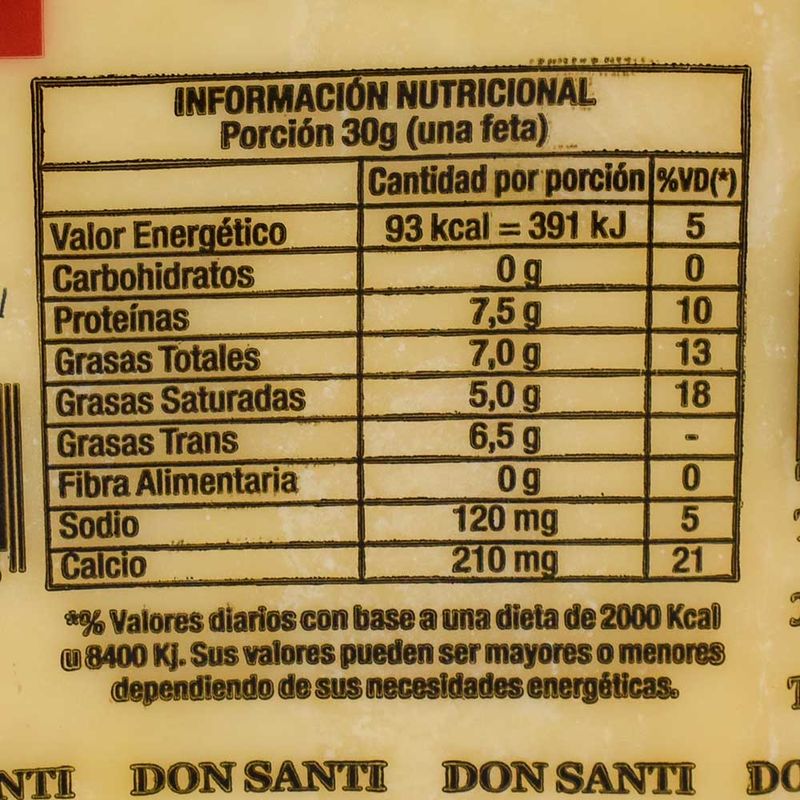 INFORMACIÓN NUTRICIONAL
Porción 30g (una feta)
Cantidad por porción %VD(*)
Valor Energético 93 kcal = 391 kJ 5
Carbohidratos 0 g 0
Proteínas 7,5 g 10
Grasas Totales 7,0 g 13
Grasas Saturadas 5,0 g 18
Grasas Trans 6,5 g -
Fibra Alimentaria 0 g 0
Sodio 120 mg 5
Calcio 210 mg 21
*% Valores diarios con base a una dieta de 2000 Kcal
u 8400 Kj. Sus valores pueden ser mayores o menores
dependiendo de sus necesidades energéticas.
NTI DON SANTI DON SANTI DO